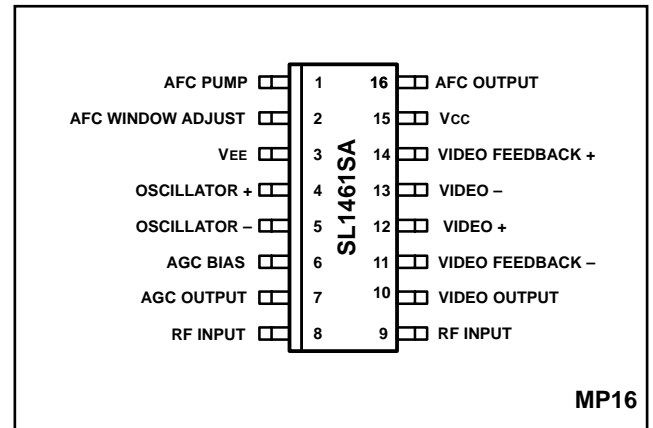 AFC PUMP 1 16 AFC OUTPUT
AFC WINDOW ADJUST 2 15 VCC
VEE 3 14 VIDEO FEEDBACK +
OSCILLATOR + 4 13 VIDEO –
OSCILLATOR – 5 12 VIDEO +
AGC BIAS 6 11 VIDEO FEEDBACK –
AGC OUTPUT 7 10 VIDEO OUTPUT
RF INPUT 8 9 RF INPUT
SL1461SA
MP16